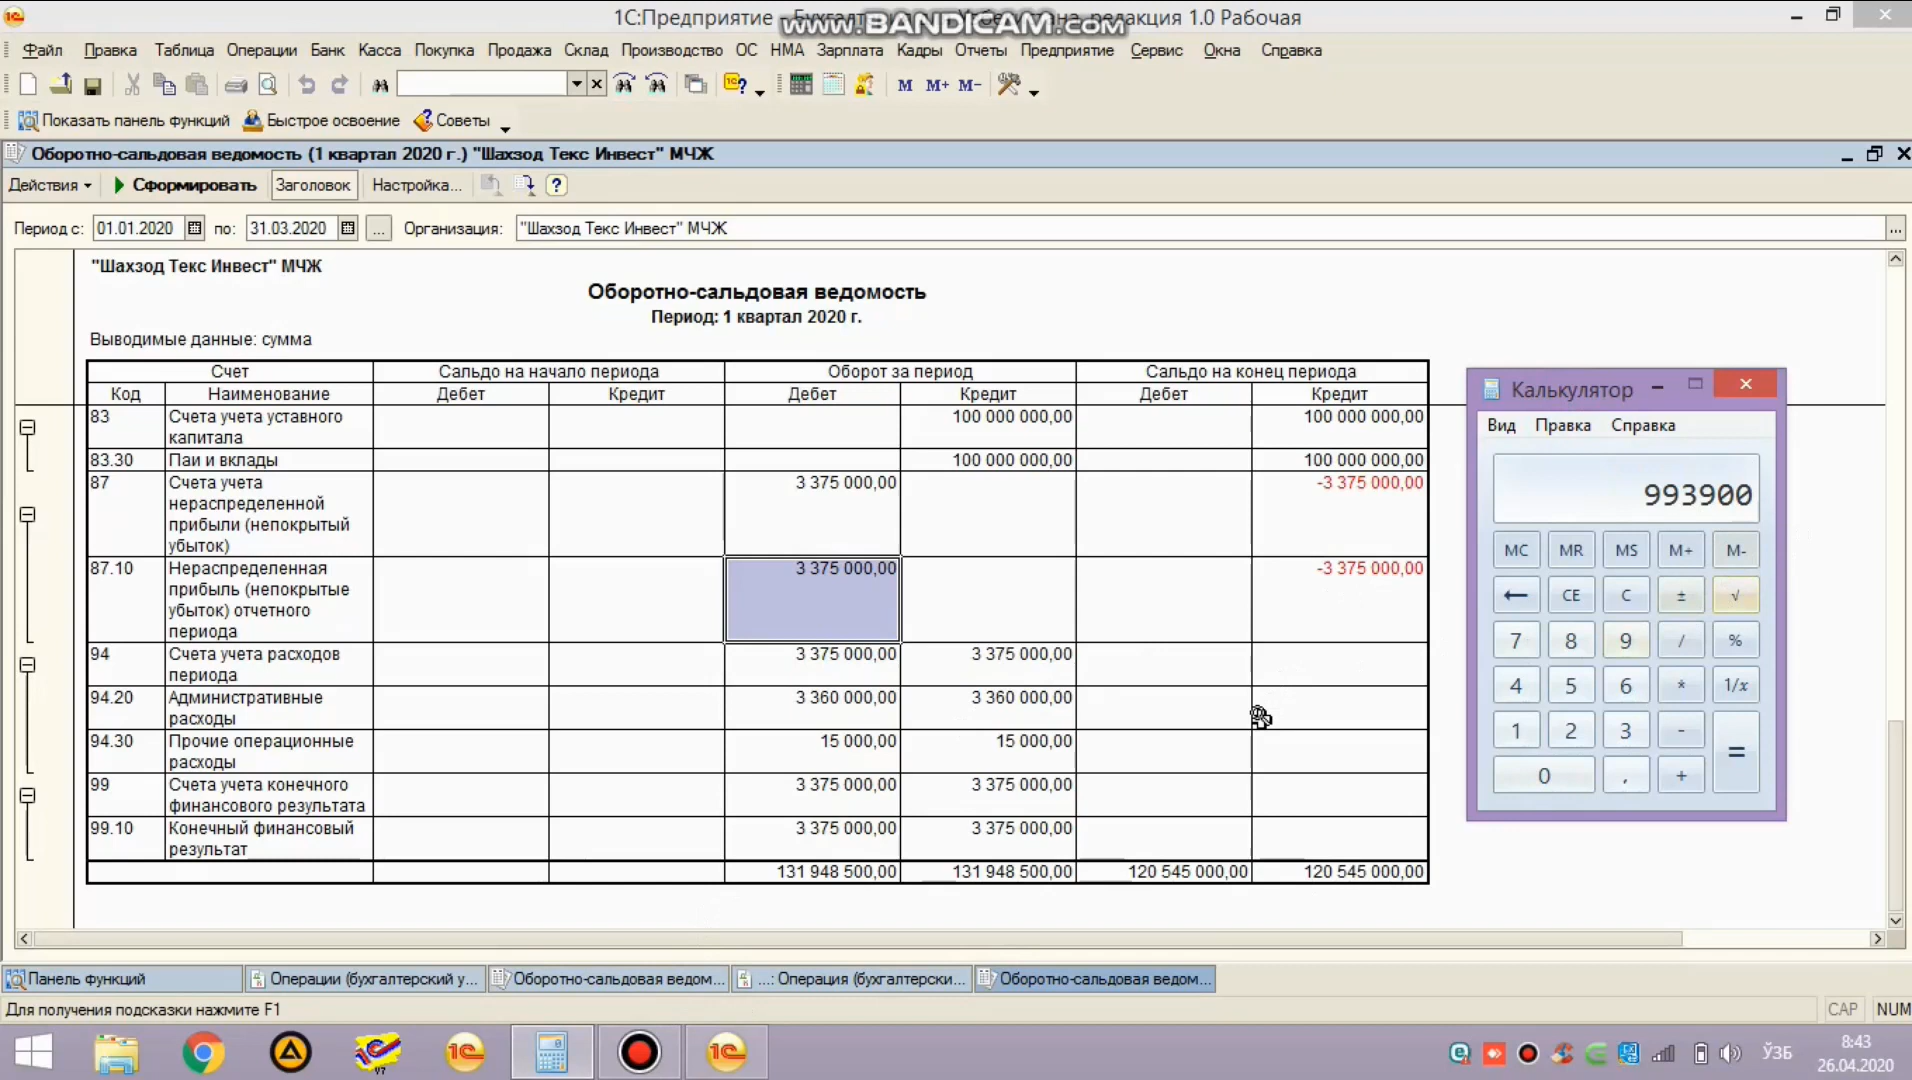 1С:Предприятие - Бухгалтерия
редакция 1.0 Рабочая
www.BANDICAM.com
Файл Правка Таблица Операции Банк Касса Покупка Продажа Склад Производство ОС НМА Зарплата Кадры Отчеты Предприятие Сервис Окна Справка
M M+ M-
Показать панель функций Быстрое освоение Советы
Оборотно-сальдовая ведомость (1 квартал 2020 г.) "Шахзод Текс Инвест" МЧЖ
Действия Сформировать Заголовок Настройка... ?
Период с: 01.01.2020 по: 31.03.2020 ... Организация: "Шахзод Текс Инвест" МЧЖ ...
"Шахзод Текс Инвест" МЧЖ
Оборотно-сальдовая ведомость
Период: 1 квартал 2020 г.
Выводимые данные: сумма
Счет Сальдо на начало периода Оборот за период Сальдо на конец периода
Код Наименование Дебет Кредит Дебет Кредит Дебет Кредит
83 Счета учета уставного 100 000 000,00 100 000 000,00
капитала
83.30 Паи и вклады 100 000 000,00 100 000 000,00
87 Счета учета 3 375 000,00 -3 375 000,00
нераспределенной
прибыли (непокрытый
убыток)
87.10 Нераспределенная 3 375 000,00 -3 375 000,00
прибыль (непокрытые
убыток) отчетного
периода
94 Счета учета расходов 3 375 000,00 3 375 000,00
периода
94.20 Административные 3 360 000,00 3 360 000,00
расходы
94.30 Прочие операционные 15 000,00 15 000,00
расходы
99 Счета учета конечного 3 375 000,00 3 375 000,00
финансового результата
99.10 Конечный финансовый 3 375 000,00 3 375 000,00
результат
131 948 500,00 131 948 500,00 120 545 000,00 120 545 000,00
Калькулятор
Вид Правка Справка
993900
MC MR MS M+ M-
← CE C ± √
7 8 9 / %
4 5 6 * 1/x
1 2 3 - =
0 , +
Панель функций Операции (бухгалтерский у... Оборотно-сальдовая ведом... ...: Операция (бухгалтерски... Оборотно-сальдовая ведом...
Для получения подсказки нажмите F1 CAP NUM
ЎЗБ
8:43
26.04.2020